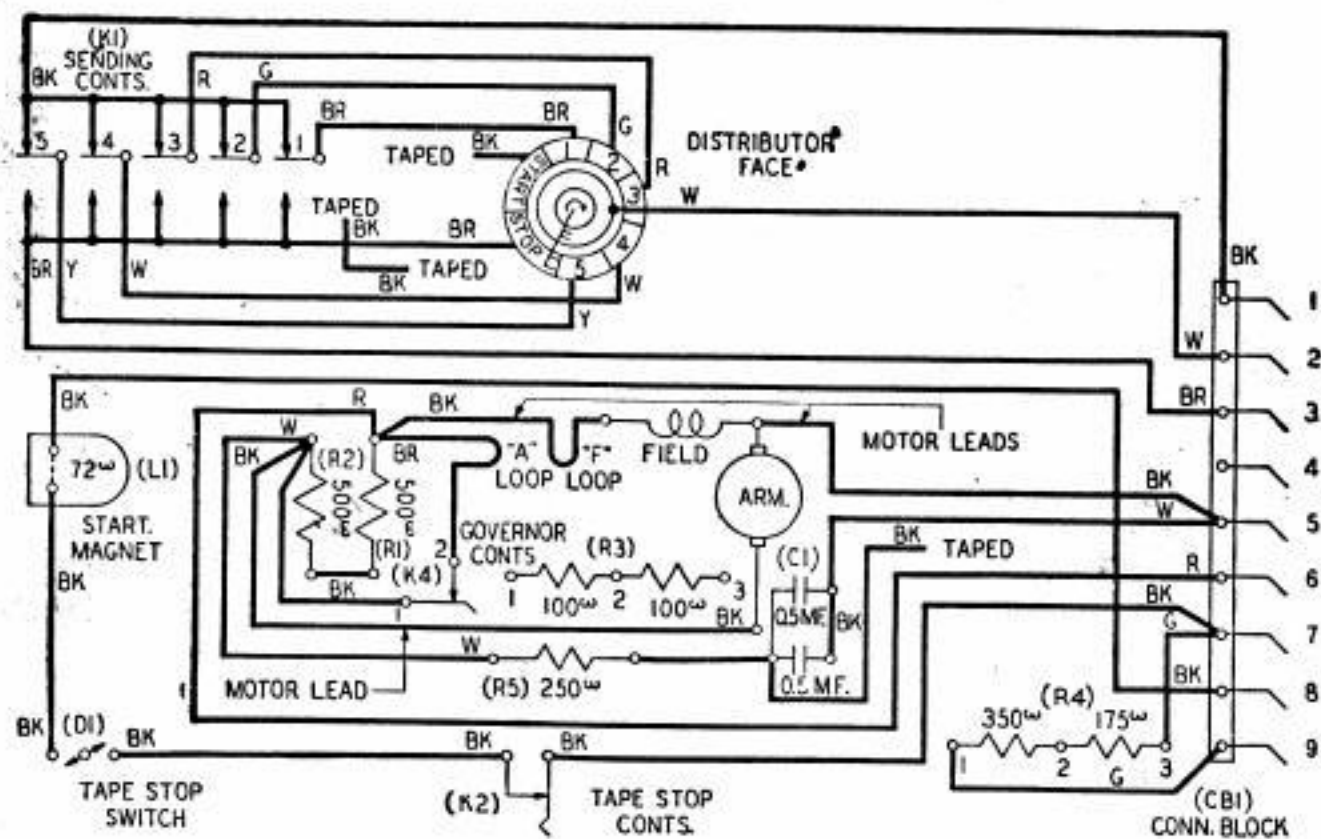 (K1)
SENDING
CONTS.
BK
R
G
BR
BR
G
5
4
3
2
1
TAPED
BK
START
1
2
3
4
5
STOP
DISTRIBUTOR
FACE
R
W
TAPED
BK
BR
BK
TAPED
BR
Y
W
W
Y
BK
1
W
2
BR
3
4
BK
W
5
R
6
BK
G
7
BK
8
9
BK
72ω
(L1)
START.
MAGNET
BK
R
BK
W
BK
(R2)
BR
500ω
500ω
(R1)
"A"
LOOP
"F"
LOOP
FIELD
MOTOR LEADS
ARM.
GOVERNOR
CONTS.
2
(K4)
1
BK
(R3)
1
100ω
2
100ω
3
BK
(C1)
0.5 MF.
BK
BK
TAPED
W
(R5) 250ω
0.5 MF.
MOTOR LEAD
BK
(D1)
BK
BK
BK
TAPE STOP
SWITCH
(K2)
TAPE STOP
CONTS.
350ω
(R4)
175ω
1
2
G
3
(CB1)
CONN. BLOCK